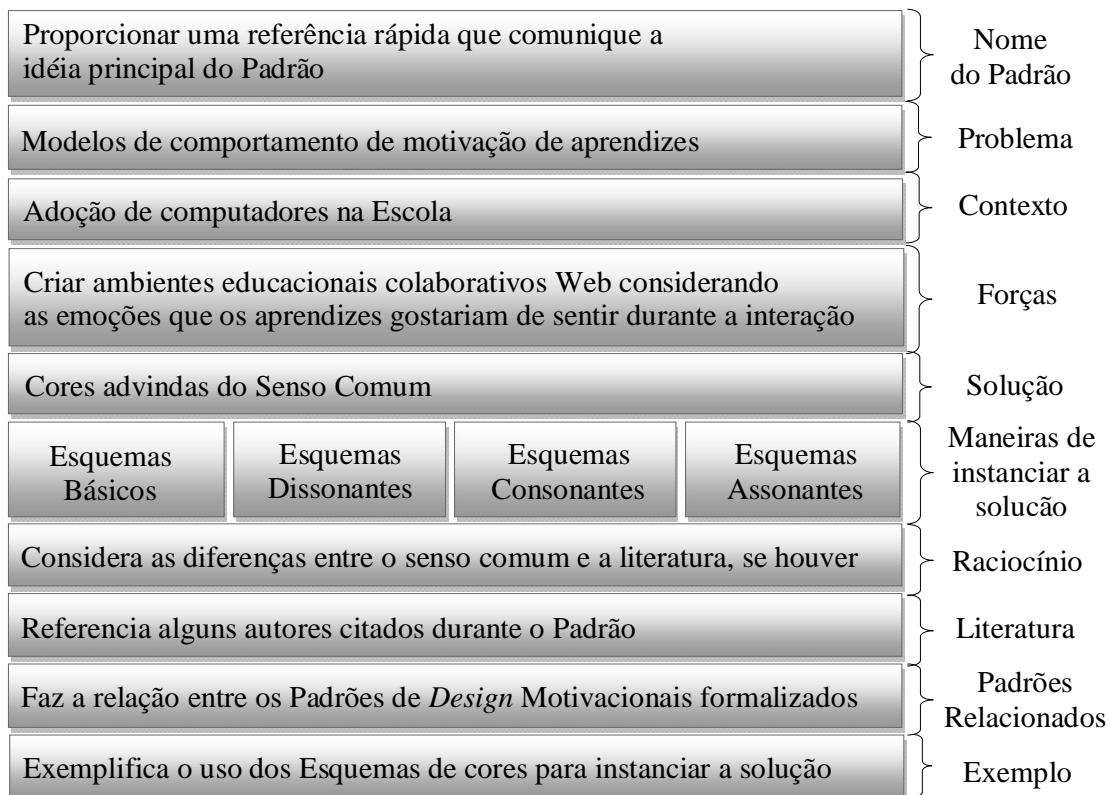 Proporcionar uma referência rápida que comunique a
idéia principal do Padrão
Nome
do Padrão
Modelos de comportamento de motivação de aprendizes
Problema
Adoção de computadores na Escola
Contexto
Criar ambientes educacionais colaborativos Web considerando
as emoções que os aprendizes gostariam de sentir durante a interação
Forças
Cores advindas do Senso Comum
Solução
Esquemas
Básicos
Esquemas
Dissonantes
Esquemas
Consonantes
Esquemas
Assonantes
Maneiras de
instanciar a
solucão
Considera as diferenças entre o senso comum e a literatura, se houver
Raciocínio
Referencia alguns autores citados durante o Padrão
Literatura
Faz a relação entre os Padrões de Design Motivacionais formalizados
Padrões
Relacionados
Exemplifica o uso dos Esquemas de cores para instanciar a solução
Exemplo